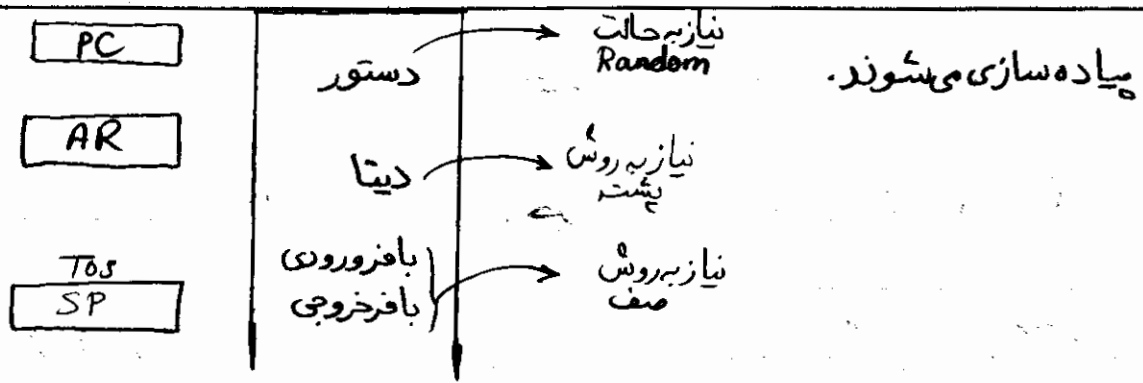 پیاده سازی می شوند.
نیاز به حالت
Random
دستور
PC
نیاز به روش
پشته
دیتا
AR
نیاز به روش
صف
بافر ورودی
بافر خروجی
TOS
SP